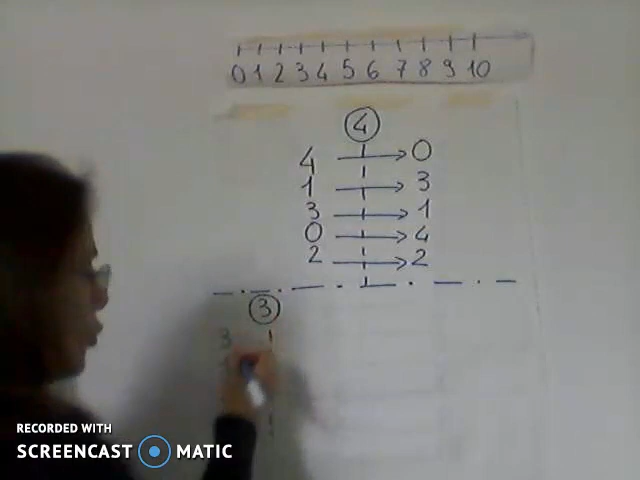 0 1 2 3 4 5 6 7 8 9 10
4
4 → 0
1 → 3
3 → 1
0 → 4
2 → 2
3
3
RECORDED WITH
SCREENCAST MATIC